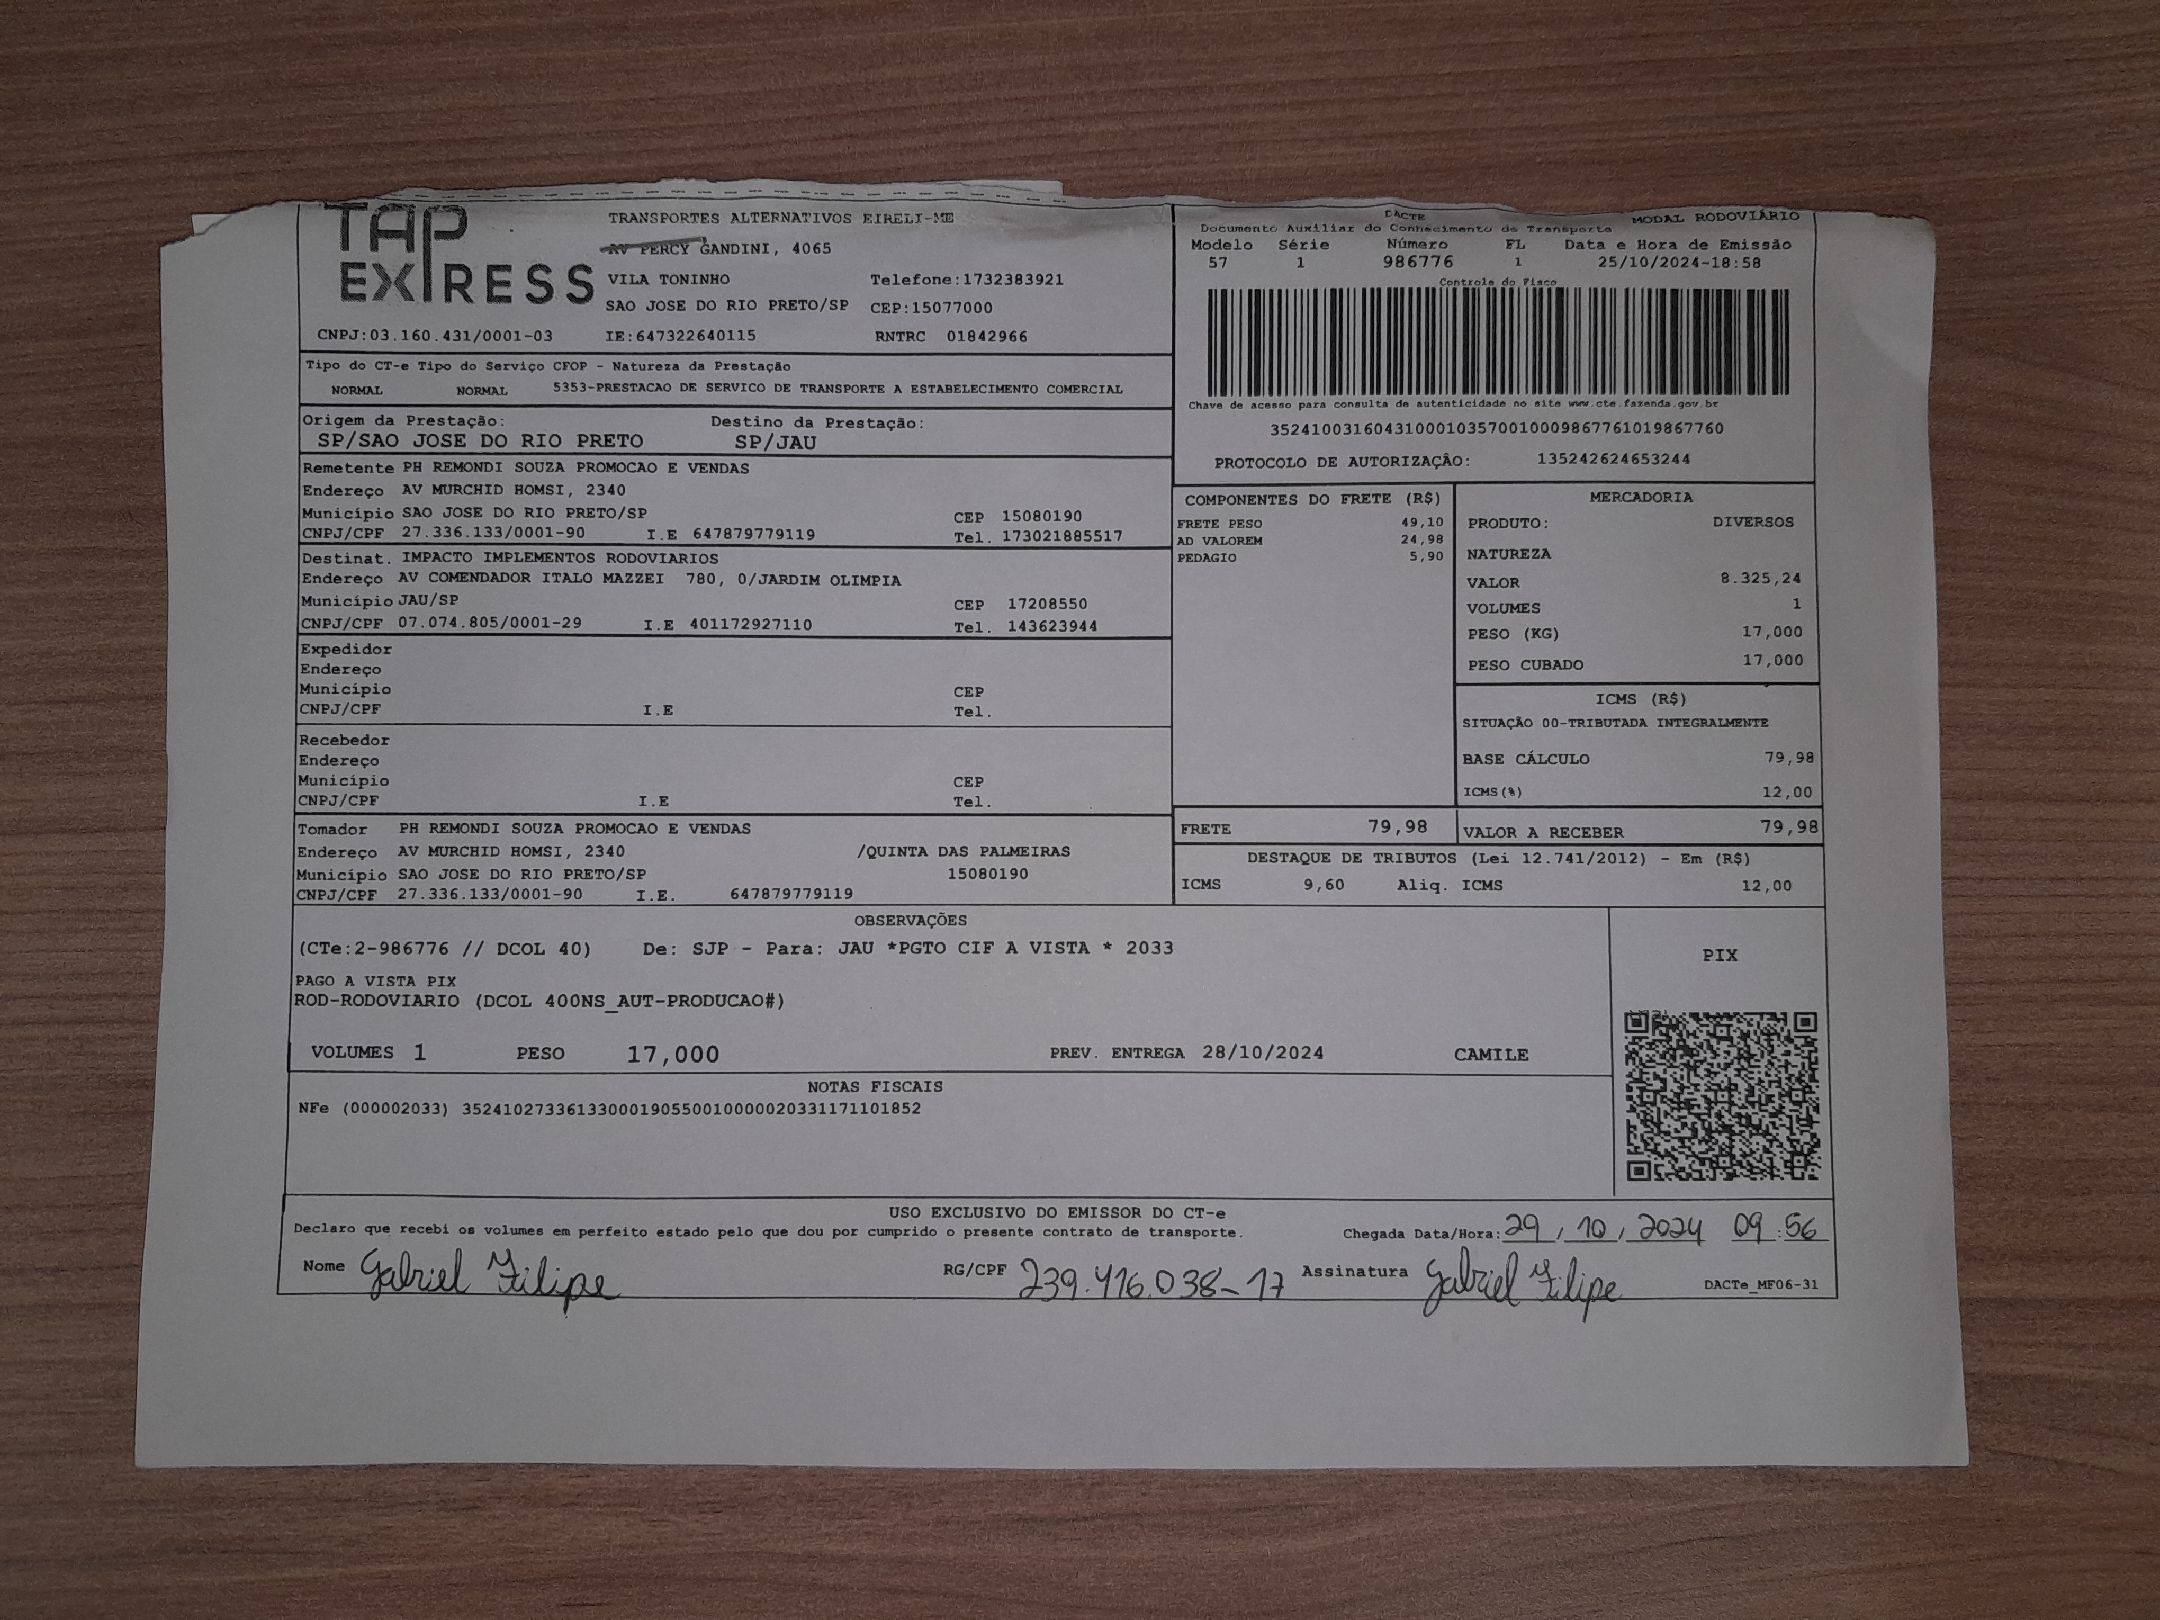 TAP
EXPRESS
TRANSPORTES ALTERNATIVOS EIRELI-ME
AV PERCY GANDINI, 4065
VILA TONINHO Telefone:1732383921
SAO JOSE DO RIO PRETO/SP CEP:15077000
CNPJ:03.160.431/0001-03 IE:647322640115 RNTRC 01842966
DACTE MODAL RODOVIÁRIO
Documento Auxiliar do Conhecimento de Transporte
Modelo Série Número FL Data e Hora de Emissão
57 1 986776 1 25/10/2024-18:58
Controle do Fisco
Chave de acesso para consulta de autenticidade no site www.cte.fazenda.gov.br
35241003160431000103570010009867761019867760
PROTOCOLO DE AUTORIZAÇÃO: 135242624653244
Tipo do CT-e Tipo do Serviço CFOP - Natureza da Prestação
NORMAL NORMAL 5353-PRESTACAO DE SERVICO DE TRANSPORTE A ESTABELECIMENTO COMERCIAL
Origem da Prestação: Destino da Prestação:
SP/SAO JOSE DO RIO PRETO SP/JAU
Remetente PH REMONDI SOUZA PROMOCAO E VENDAS
Endereço AV MURCHID HOMSI, 2340
Município SAO JOSE DO RIO PRETO/SP CEP 15080190
CNPJ/CPF 27.336.133/0001-90 I.E 647879779119 Tel. 173021885517
Destinat. IMPACTO IMPLEMENTOS RODOVIARIOS
Endereço AV COMENDADOR ITALO MAZZEI 780, 0/JARDIM OLIMPIA
Município JAU/SP CEP 17208550
CNPJ/CPF 07.074.805/0001-29 I.E 401172927110 Tel. 143623944
Expedidor
Endereço
Município CEP
CNPJ/CPF I.E Tel.
Recebedor
Endereço
Município CEP
CNPJ/CPF I.E Tel.
Tomador PH REMONDI SOUZA PROMOCAO E VENDAS
Endereço AV MURCHID HOMSI, 2340 /QUINTA DAS PALMEIRAS
Município SAO JOSE DO RIO PRETO/SP 15080190
CNPJ/CPF 27.336.133/0001-90 I.E. 647879779119
COMPONENTES DO FRETE (R$)
FRETE PESO 49,10
AD VALOREM 24,98
PEDAGIO 5,90
MERCADORIA
PRODUTO: DIVERSOS
NATUREZA
VALOR 8.325,24
VOLUMES 1
PESO (KG) 17,000
PESO CUBADO 17,000
ICMS (R$)
SITUAÇÃO 00-TRIBUTADA INTEGRALMENTE
BASE CÁLCULO 79,98
ICMS(%) 12,00
FRETE 79,98 VALOR A RECEBER 79,98
DESTAQUE DE TRIBUTOS (Lei 12.741/2012) - Em (R$)
ICMS 9,60 Aliq. ICMS 12,00
OBSERVAÇÕES
(CTe:2-986776 // DCOL 40) De: SJP - Para: JAU *PGTO CIF A VISTA * 2033
PAGO A VISTA PIX
ROD-RODOVIARIO (DCOL 400NS_AUT-PRODUCAO#)
VOLUMES 1 PESO 17,000 PREV. ENTREGA 28/10/2024 CAMILE
PIX
NOTAS FISCAIS
NFe (000002033) 35241027336133000190550010000020331171101852
USO EXCLUSIVO DO EMISSOR DO CT-e
Declaro que recebi os volumes em perfeito estado pelo que dou por cumprido o presente contrato de transporte. Chegada Data/Hora: 29/10/2024 09:56
Nome Gabriel Filipe RG/CPF 239.416.038-17 Assinatura Gabriel Filipe DACTe_MF06-31